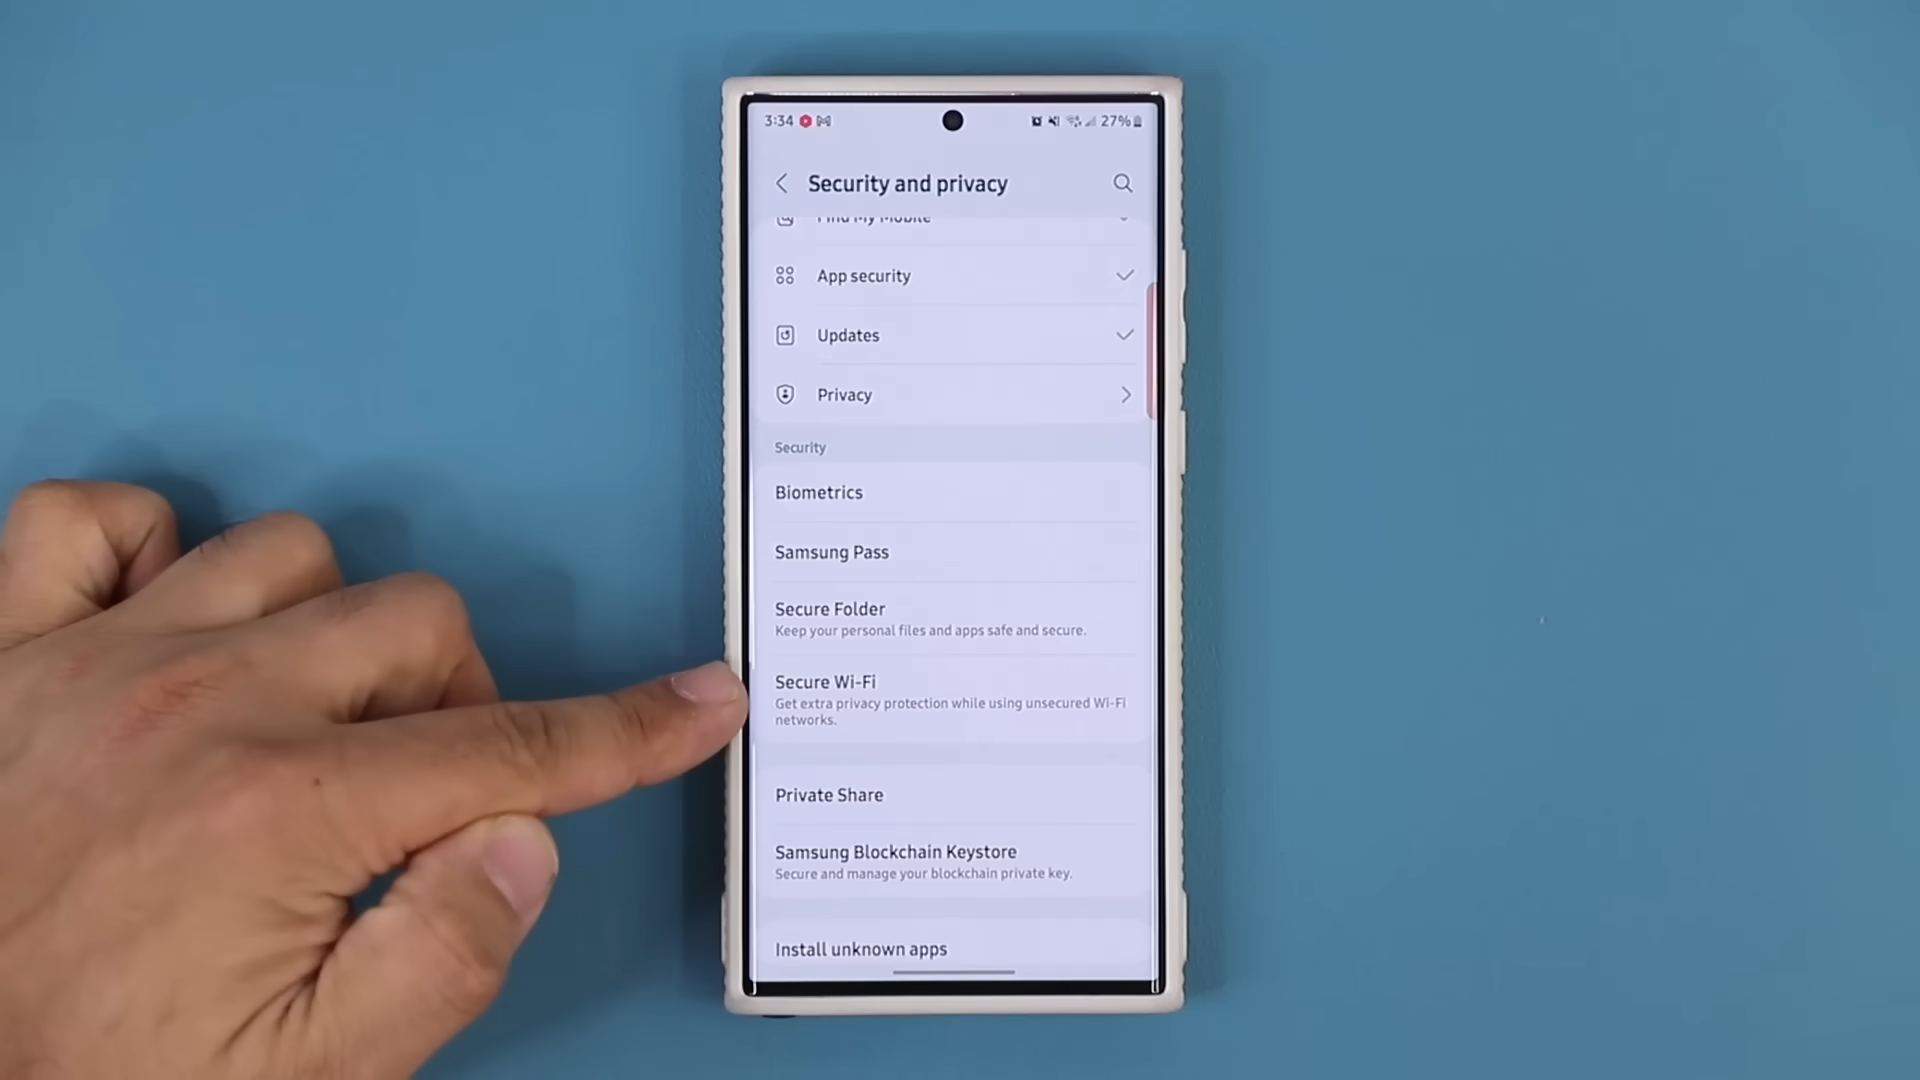 3:34
27%
Security and privacy
Find My Mobile
App security
Updates
Privacy
Security
Biometrics
Samsung Pass
Secure Folder
Keep your personal files and apps safe and secure.
Secure Wi-Fi
Get extra privacy protection while using unsecured Wi-Fi
networks.
Private Share
Samsung Blockchain Keystore
Secure and manage your blockchain private key.
Install unknown apps